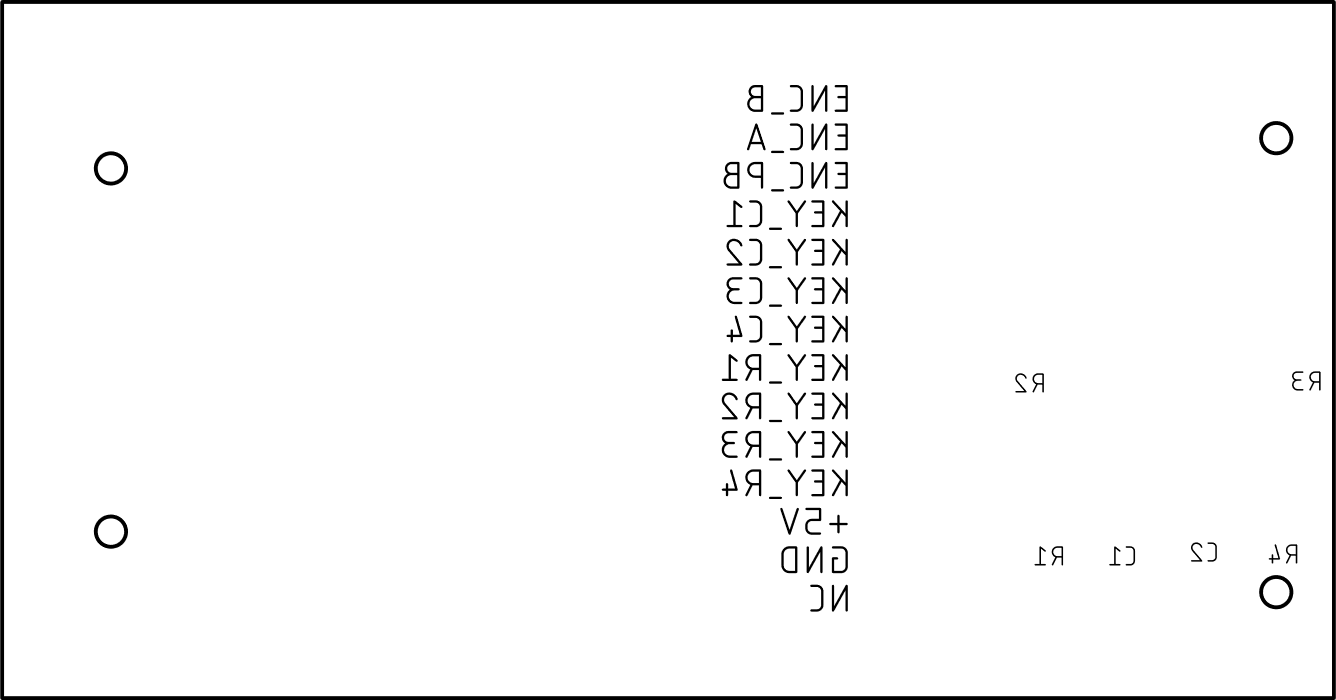 ENC_B
ENC_A
ENC_PB
KEY_C1
KEY_C2
KEY_C3
KEY_C4
KEY_R1
KEY_R2
KEY_R3
KEY_R4
+5V
GND
NC
R3
R2
R4
C2
C1
R1